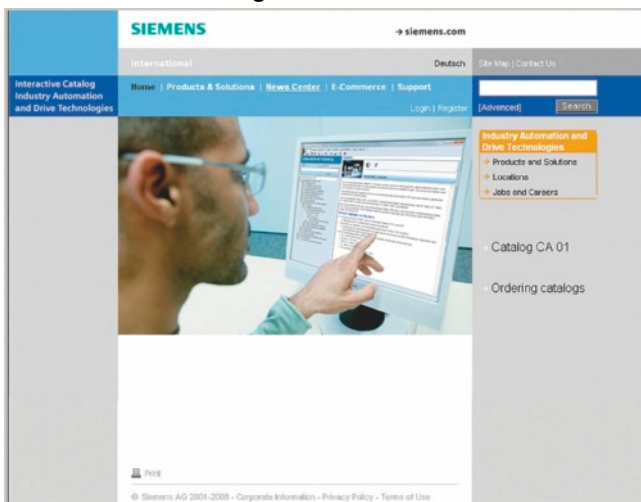 SIEMENS
→ siemens.com
International
Deutsch
Site Map | Contact Us
Interactive Catalog
Industry Automation
and Drive Technologies
Home | Products & Solutions | News Center | E-Commerce | Support
Login | Register
[Advanced]
Search
Industry Automation and
Drive Technologies
→ Products and Solutions
→ Locations
→ Jobs and Careers
Catalog CA 01
Ordering catalogs
Print
© Siemens AG 2001-2008 - Corporate Information - Privacy Policy - Terms of Use